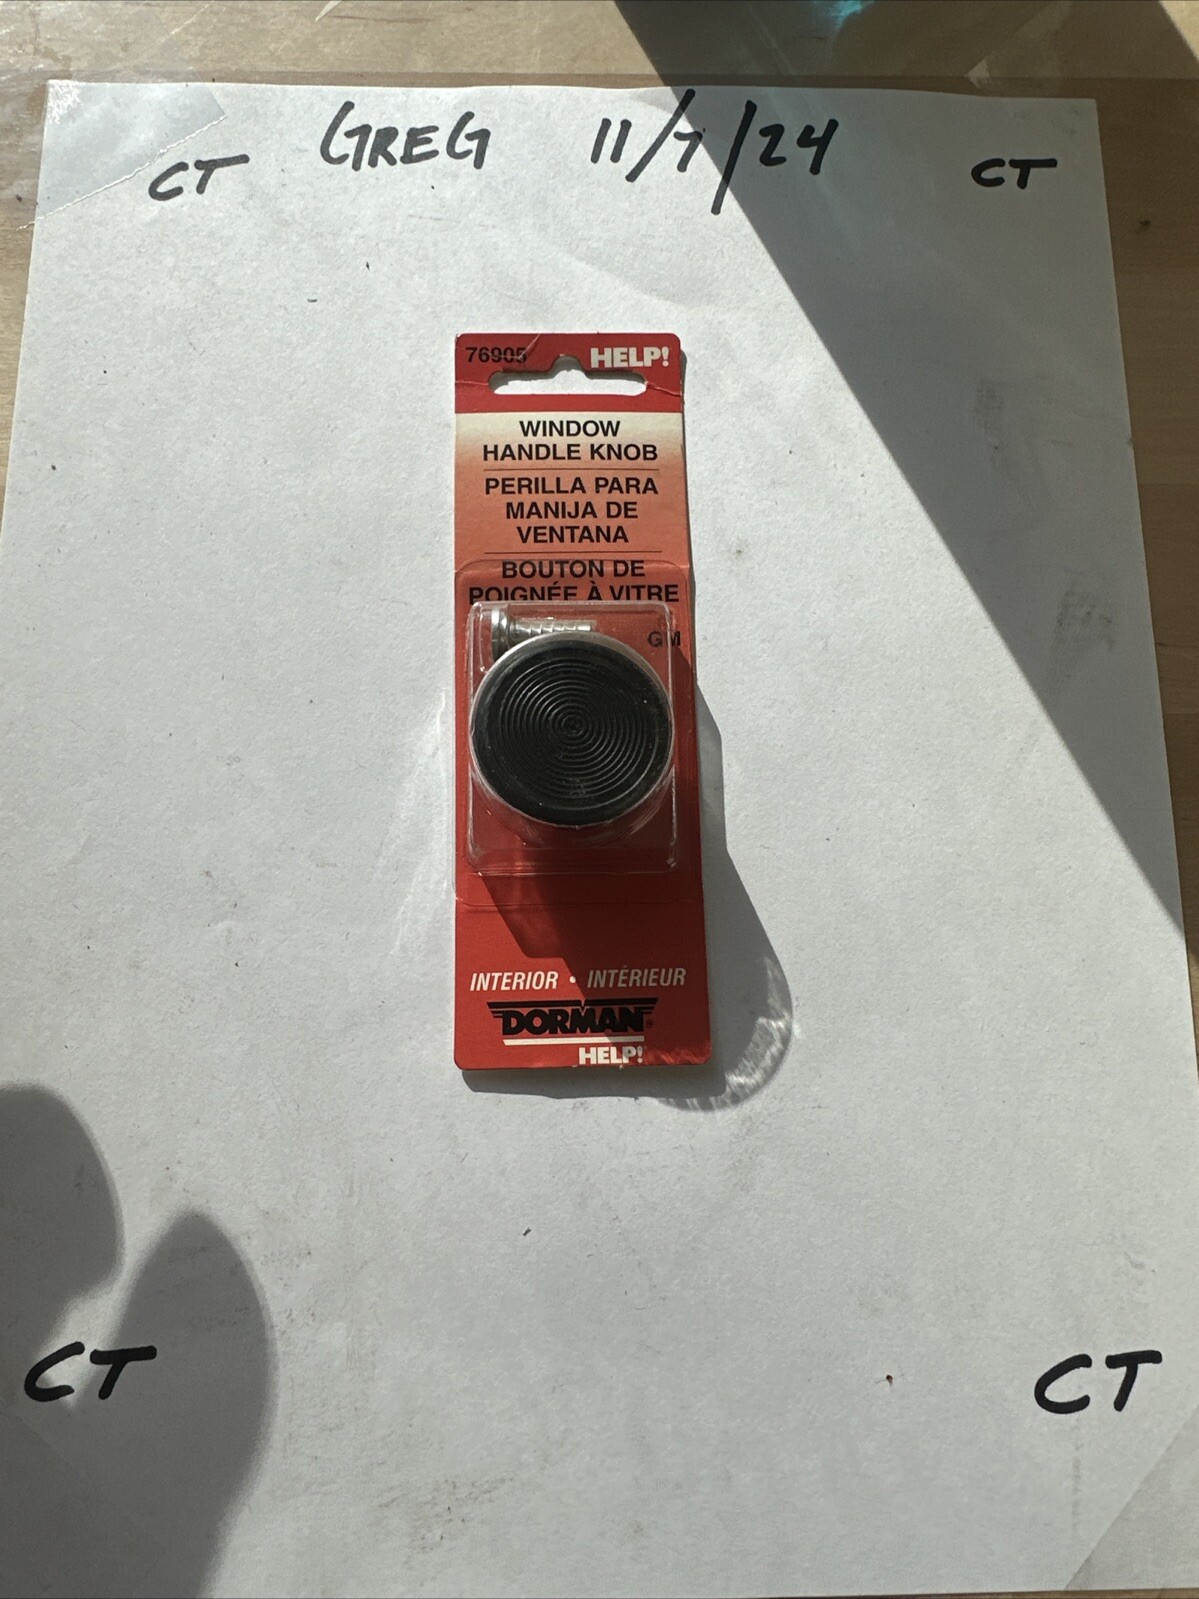 GREG 11/7/24
CT CT
76905 HELP!
WINDOW
HANDLE KNOB
PERILLA PARA
MANIJA DE
VENTANA
BOUTON DE
POIGNÉE À VITRE
GM
INTERIOR • INTÉRIEUR
DORMAN®
HELP!
CT CT